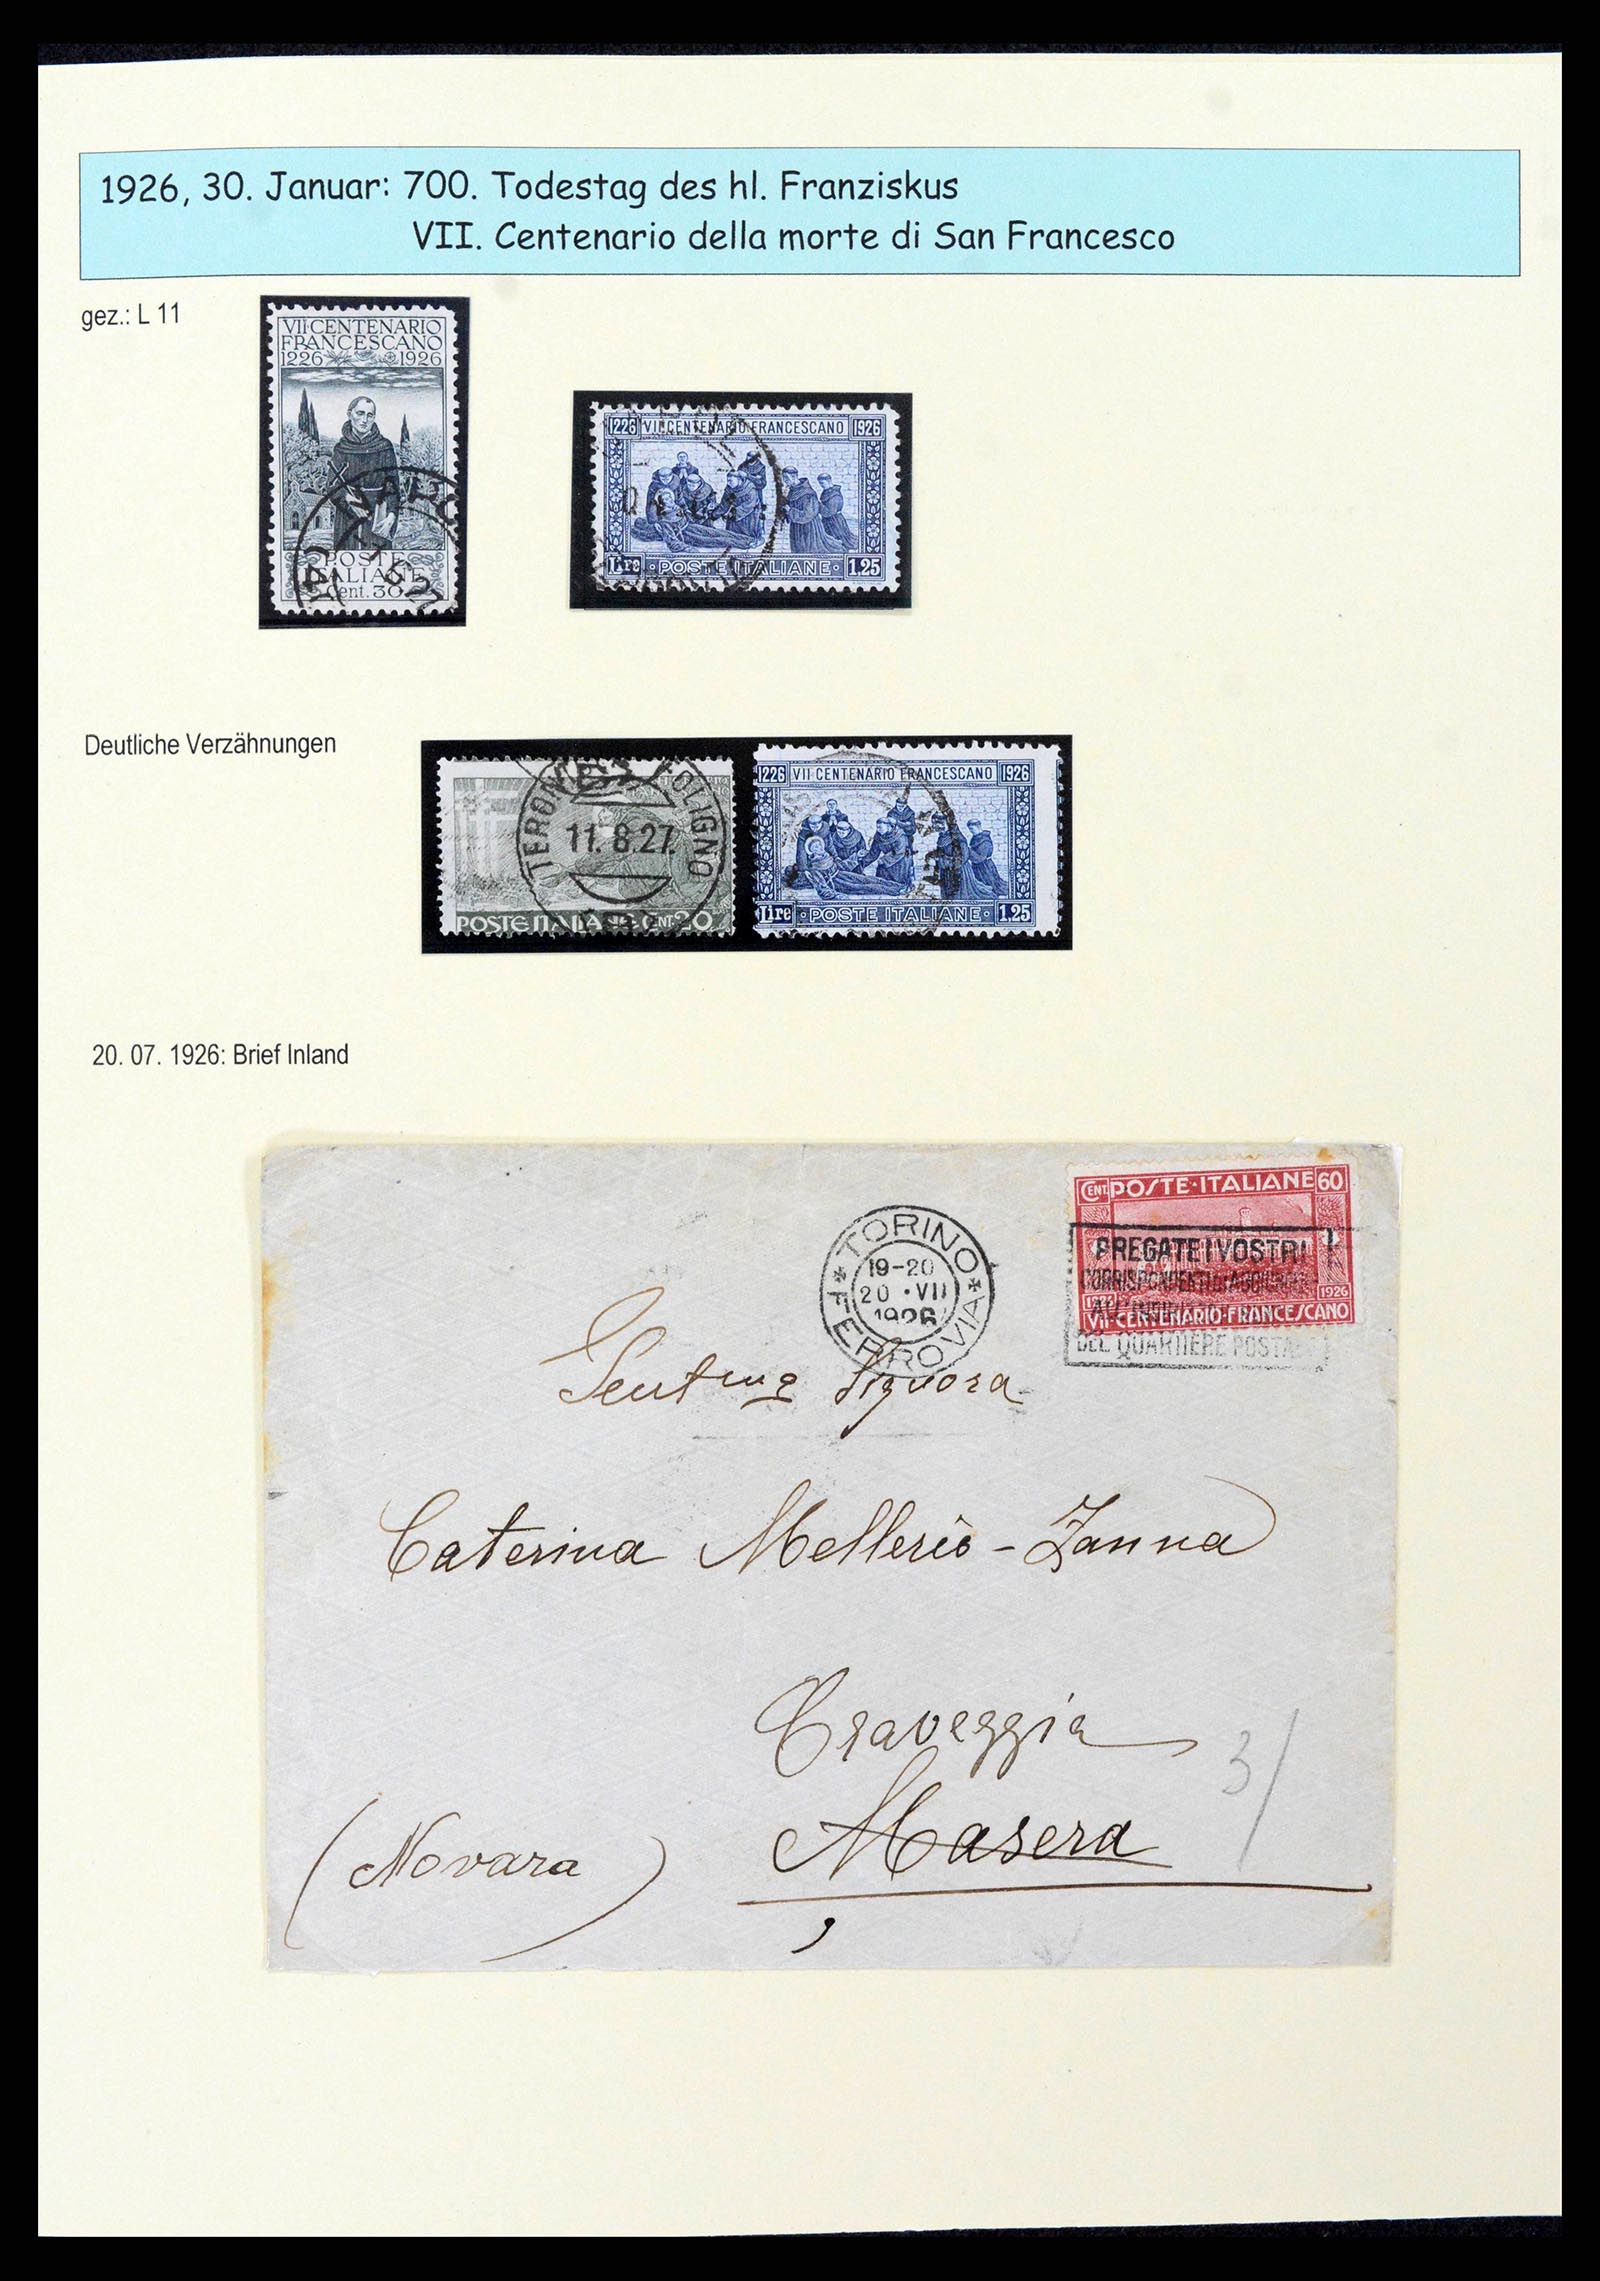 1926, 30. Januar: 700. Todestag des hl. Franziskus
VII. Centenario della morte di San Francesco
gez.: L 11
VII·CENTENARIO
FRANCESCANO
1226 1926
POSTE
ITALIANE
Cent. 30
1226 VII CENTENARIO FRANCESCANO 1926
Lire · POSTE ITALIANE · 1,25
Deutliche Verzähnungen
FOLIGNO
11.8.27.
POSTE ITALIANE CENT 20
1226 VII CENTENARIO FRANCESCANO 1926
Lire · POSTE ITALIANE · 1,25
20. 07. 1926: Brief Inland
CENT. POSTE·ITALIANE 60
1226 1926
VII·CENTENARIO·FRANCESCANO
TORINO
19-20
20 · VII
1926
FERROVIA
PREGATE I VOSTRI
CORRISPONDENTI
DEL QUARTIERE POSTA
Signora
Caterina Mellerio - Zanna
Craveggia
3/
Masera
(Novara)